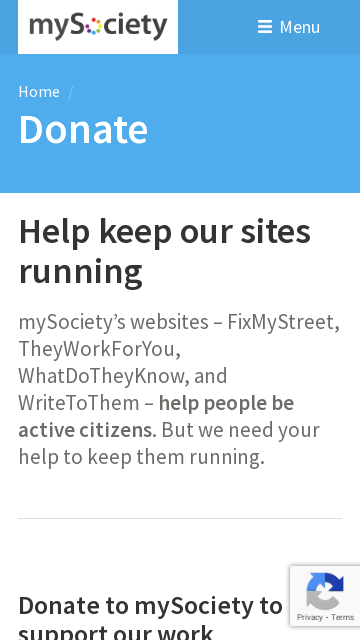 mySociety
Menu
Home /
Donate
Help keep our sites
running
mySociety’s websites – FixMyStreet,
TheyWorkForYou,
WhatDoTheyKnow, and
WriteToThem – help people be
active citizens. But we need your
help to keep them running.
Donate to mySociety to
support our work
Privacy - Terms